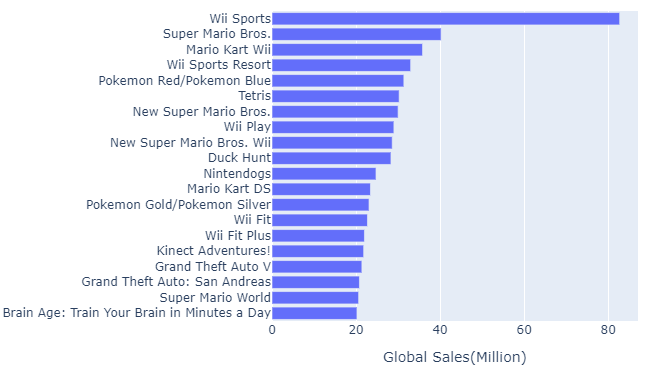 Wii Sports
Super Mario Bros.
Mario Kart Wii
Wii Sports Resort
Pokemon Red/Pokemon Blue
Tetris
New Super Mario Bros.
Wii Play
New Super Mario Bros. Wii
Duck Hunt
Nintendogs
Mario Kart DS
Pokemon Gold/Pokemon Silver
Wii Fit
Wii Fit Plus
Kinect Adventures!
Grand Theft Auto V
Grand Theft Auto: San Andreas
Super Mario World
Brain Age: Train Your Brain in Minutes a Day
0 20 40 60 80
Global Sales(Million)